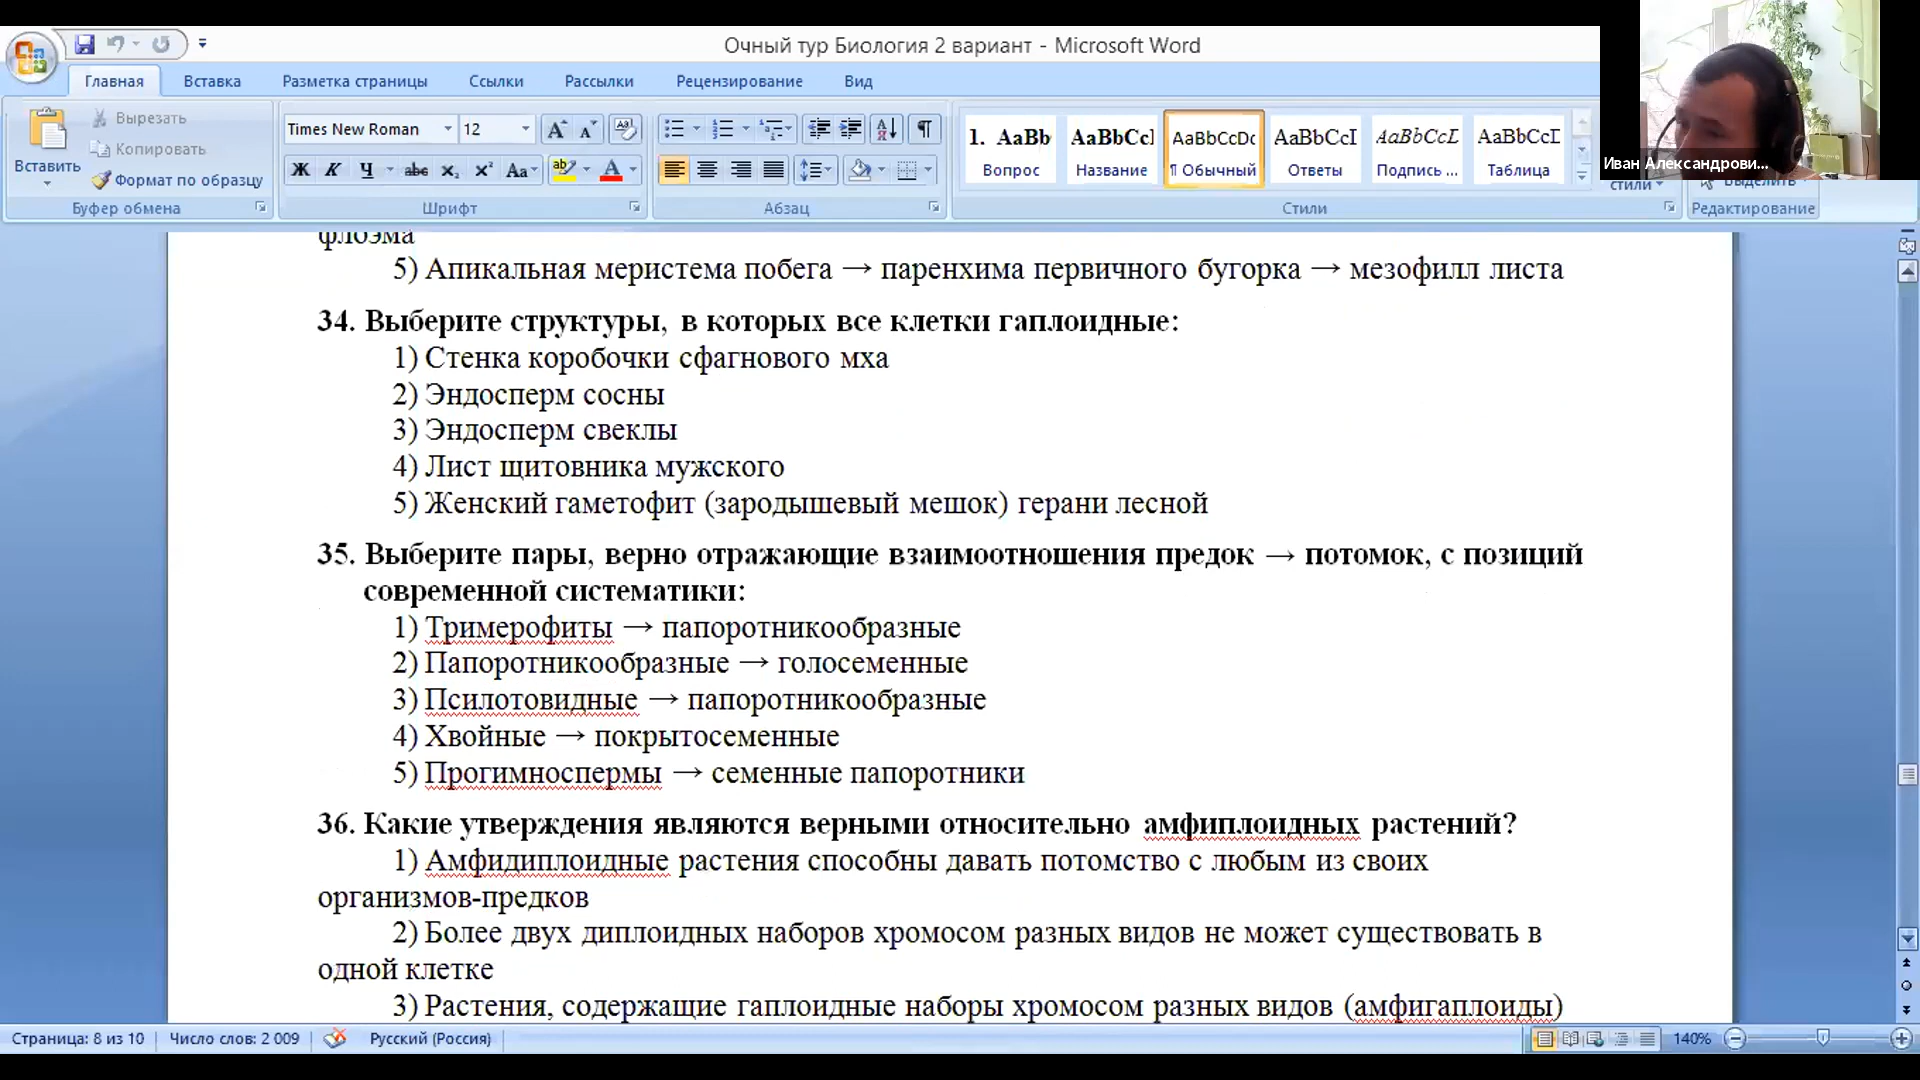 Очный тур Биология 2 вариант - Microsoft Word
Главная Вставка Разметка страницы Ссылки Рассылки Рецензирование Вид
Вставить
Вырезать
Копировать
Формат по образцу
Буфер обмена
Times New Roman 12
Ж К Ч abc x₂ x² Aa
Шрифт
Абзац
1. AaBb AaBbCcI AaBbCcDc AaBbCcI AaBbCcL AaBbCcI
Вопрос Название ¶ Обычный Ответы Подпись ... Таблица
Стили
стили
Выделить
Редактирование
Иван Александрови...
флоэма
5) Апикальная меристема побега → паренхима первичного бугорка → мезофилл листа
34. Выберите структуры, в которых все клетки гаплоидные:
1) Стенка коробочки сфагнового мха
2) Эндосперм сосны
3) Эндосперм свеклы
4) Лист щитовника мужского
5) Женский гаметофит (зародышевый мешок) герани лесной
35. Выберите пары, верно отражающие взаимоотношения предок → потомок, с позиций
современной систематики:
1) Тримерофиты → папоротникообразные
2) Папоротникообразные → голосеменные
3) Псилотовидные → папоротникообразные
4) Хвойные → покрытосеменные
5) Прогимноспермы → семенные папоротники
36. Какие утверждения являются верными относительно амфиплоидных растений?
1) Амфидиплоидные растения способны давать потомство с любым из своих
организмов-предков
2) Более двух диплоидных наборов хромосом разных видов не может существовать в
одной клетке
3) Растения, содержащие гаплоидные наборы хромосом разных видов (амфигаплоиды)
Страница: 8 из 10 Число слов: 2 009 Русский (Россия) 140%